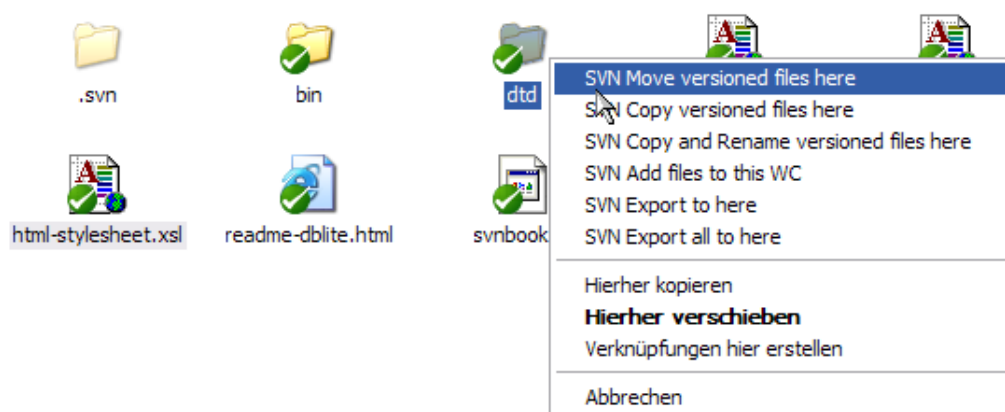 .svn
bin
dtd
html-stylesheet.xsl
readme-dblite.html
svnbook
SVN Move versioned files here
SVN Copy versioned files here
SVN Copy and Rename versioned files here
SVN Add files to this WC
SVN Export to here
SVN Export all to here
Hierher kopieren
Hierher verschieben
Verknüpfungen hier erstellen
Abbrechen